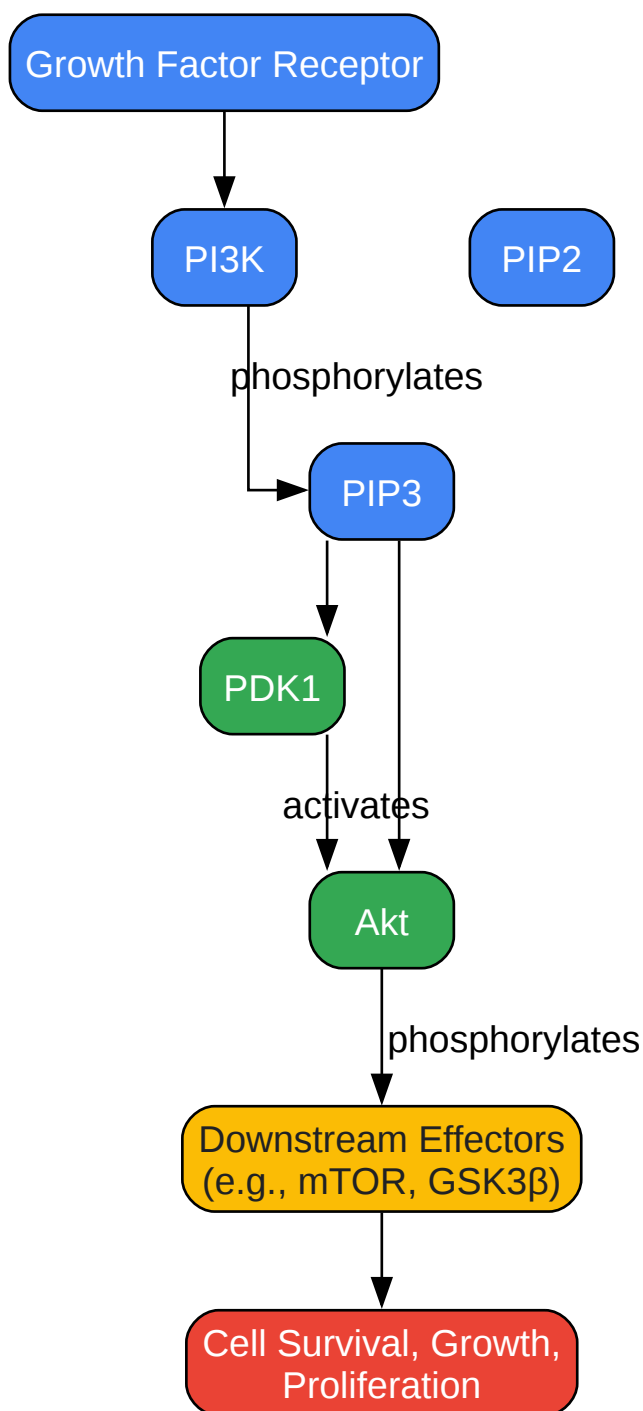 Growth Factor Receptor
PI3K
PIP2
phosphorylates
PIP3
PDK1
activates
Akt
phosphorylates
Downstream Effectors
(e.g., mTOR, GSK3β)
Cell Survival, Growth,
Proliferation